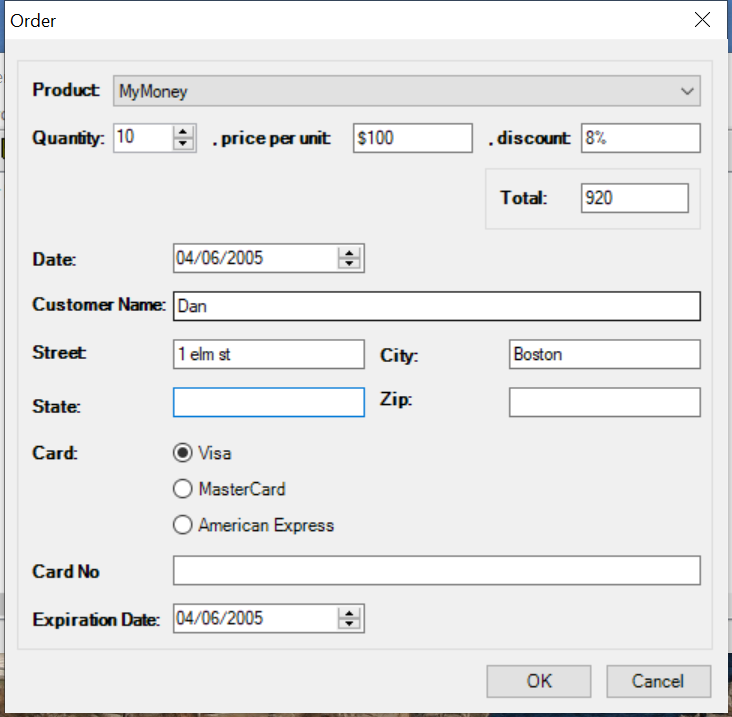 Order
Product: MyMoney
Quantity: 10 . price per unit: $100 . discount: 8%
Total: 920
Date: 04/06/2005
Customer Name: Dan
Street: 1 elm st City: Boston
State: Zip:
Card: Visa
MasterCard
American Express
Card No
Expiration Date: 04/06/2005
OK Cancel